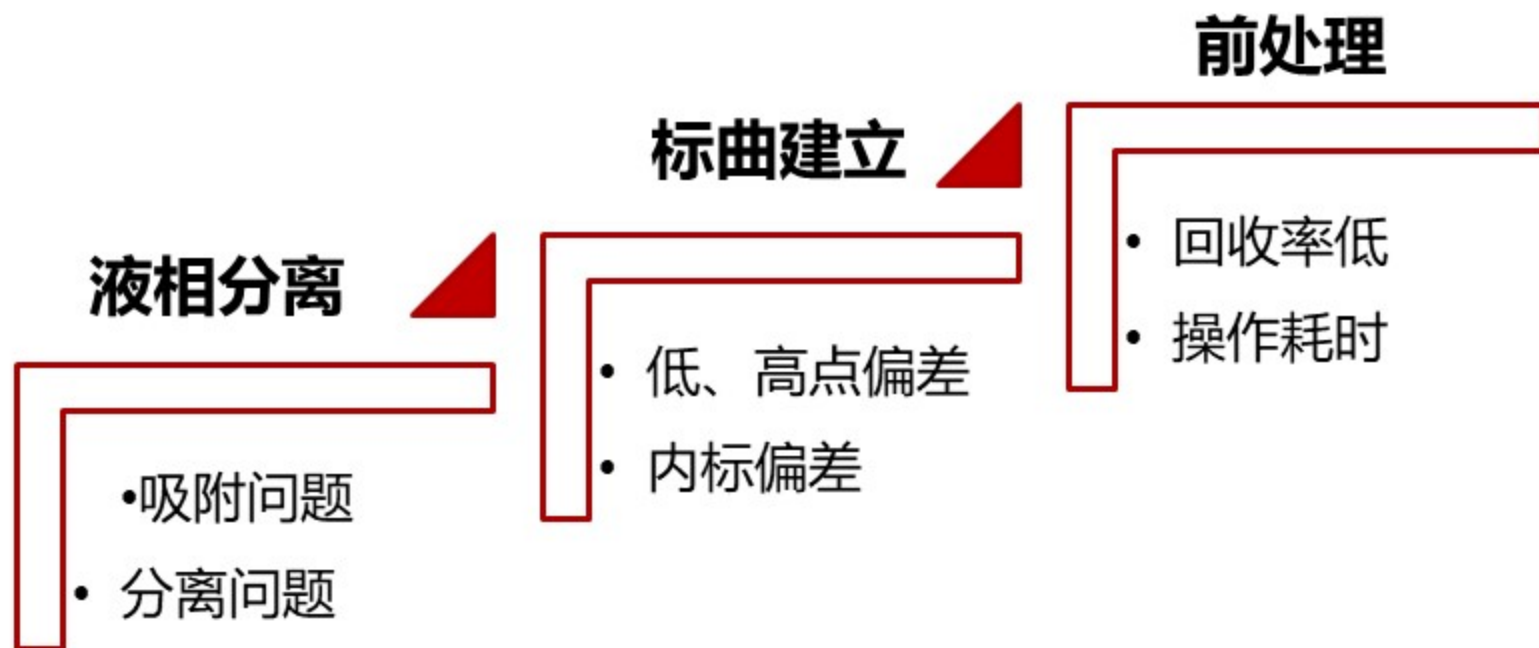 液相分离
•吸附问题
• 分离问题
标曲建立
• 低、高点偏差
• 内标偏差
前处理
• 回收率低
• 操作耗时